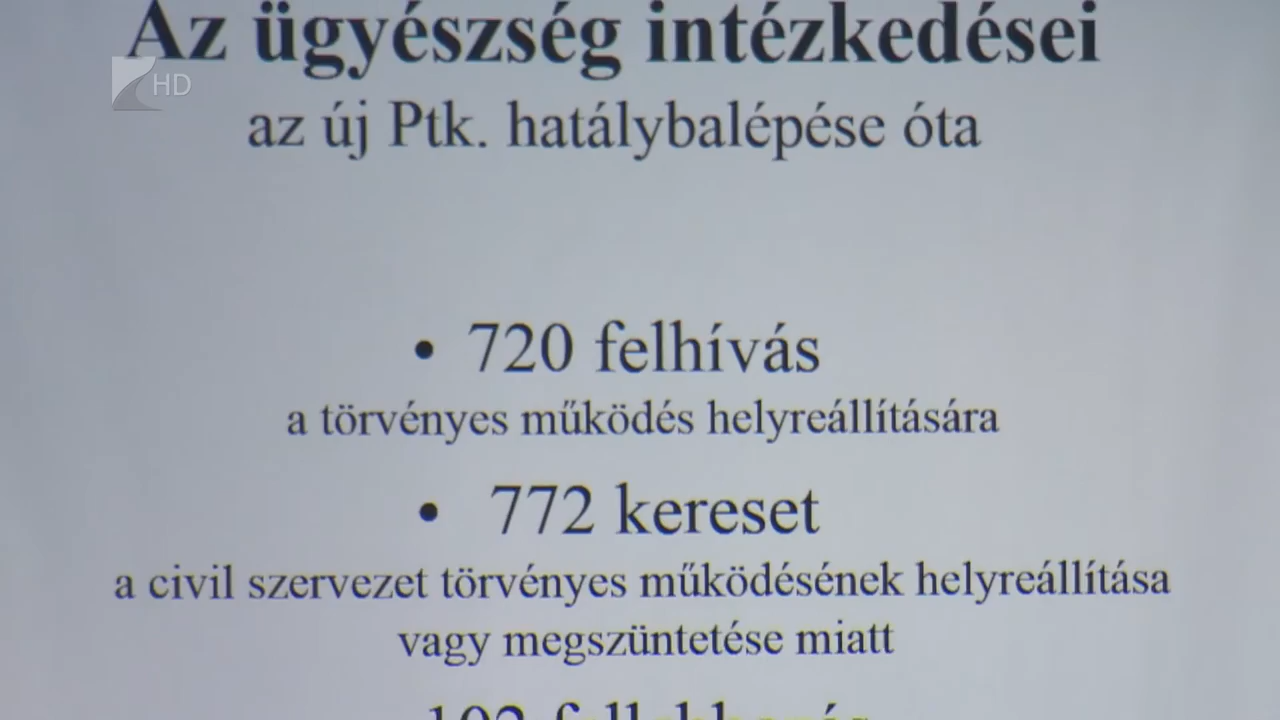 Az ügyészség intézkedései
HD
az új Ptk. hatálybalépése óta
• 720 felhívás
a törvényes működés helyreállítására
• 772 kereset
a civil szervezet törvényes működésének helyreállítása
vagy megszüntetése miatt